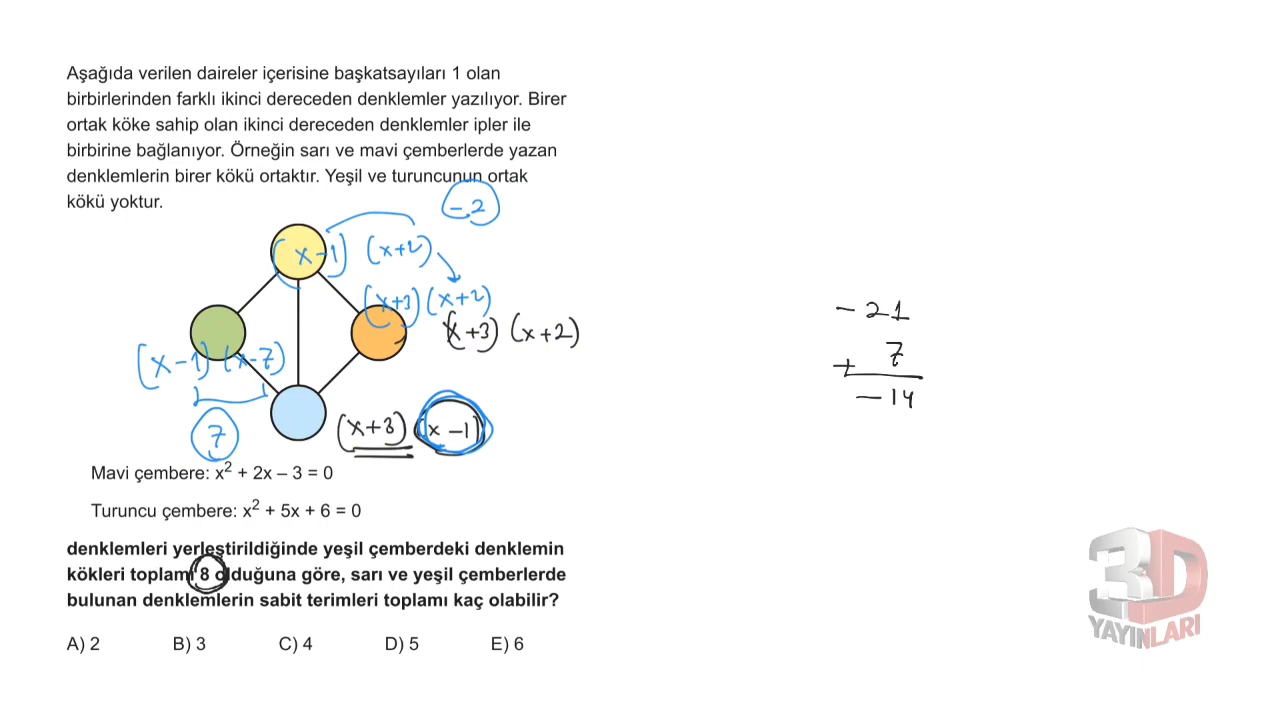 Aşağıda verilen daireler içerisine başkatsayıları 1 olan
birbirlerinden farklı ikinci dereceden denklemler yazılıyor. Birer
ortak köke sahip olan ikinci dereceden denklemler ipler ile
birbirine bağlanıyor. Örneğin sarı ve mavi çemberlerde yazan
denklemlerin birer kökü ortaktır. Yeşil ve turuncunun ortak
kökü yoktur.
-2
(x-1) (x+2)
(x+3)(x+2)
(x+3) (x+2)
(x-1)(x-7)
7
(x+3) (x-1)
-21
+ 7
-14
Mavi çembere: x² + 2x – 3 = 0
Turuncu çembere: x² + 5x + 6 = 0
denklemleri yerleştirildiğinde yeşil çemberdeki denklemin
kökleri toplamı 8 olduğuna göre, sarı ve yeşil çemberlerde
bulunan denklemlerin sabit terimleri toplamı kaç olabilir?
A) 2 B) 3 C) 4 D) 5 E) 6
3D
YAYINLARI